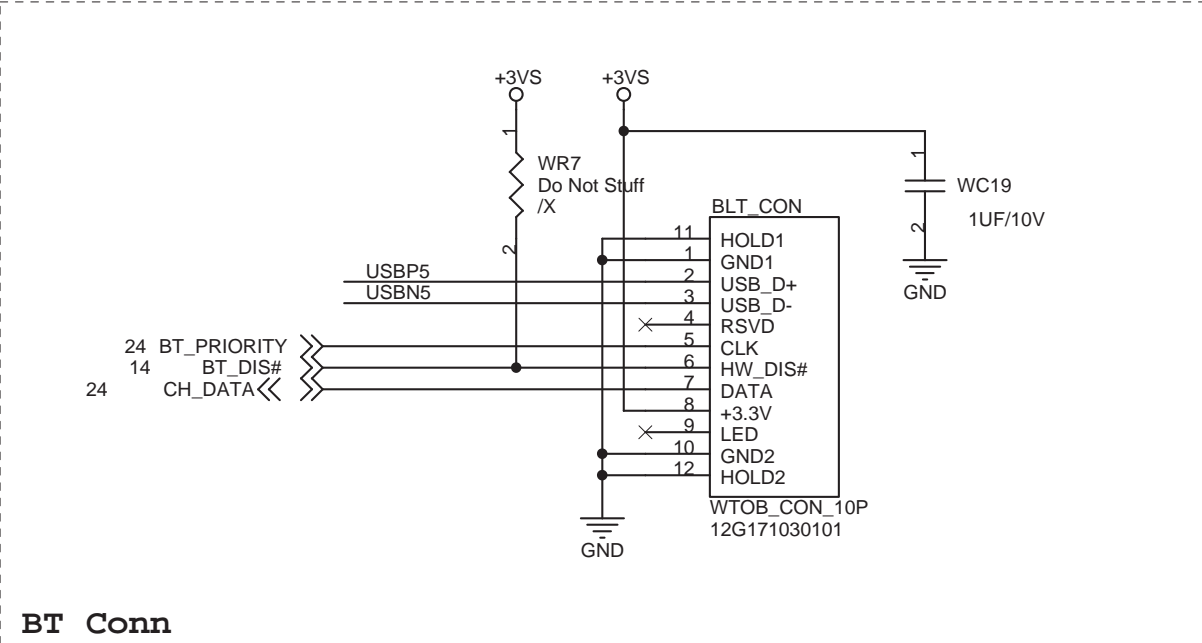 +3VS +3VS
1
1
WR7
Do Not Stuff
/X
WC19
1UF/10V
2
2
GND
BLT_CON
11 HOLD1
1 GND1
USBP5 2 USB_D+
USBN5 3 USB_D-
4 RSVD
24 BT_PRIORITY 5 CLK
14 BT_DIS# 6 HW_DIS#
24 CH_DATA 7 DATA
8 +3.3V
9 LED
10 GND2
12 HOLD2
WTOB_CON_10P
12G171030101
GND
BT Conn